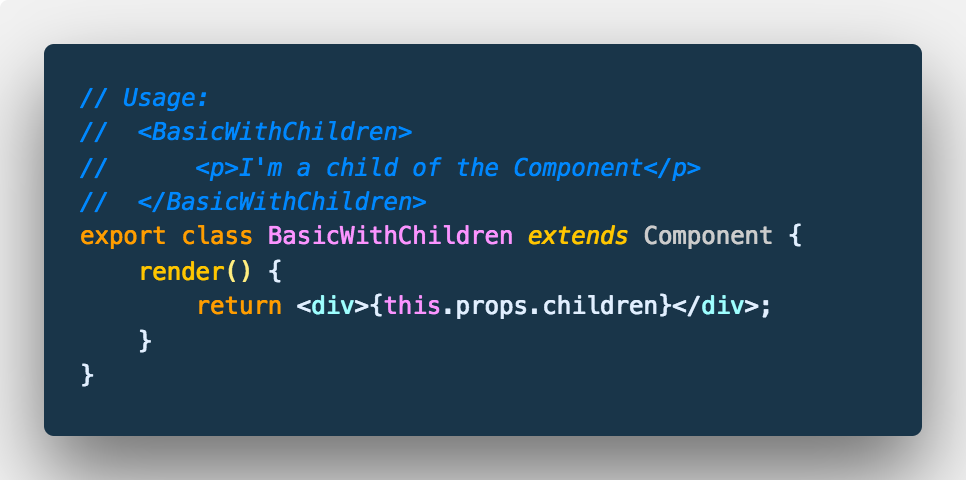 // Usage:
//  <BasicWithChildren>
//      <p>I'm a child of the Component</p>
//  </BasicWithChildren>
export class BasicWithChildren extends Component {
    render() {
        return <div>{this.props.children}</div>;
    }
}